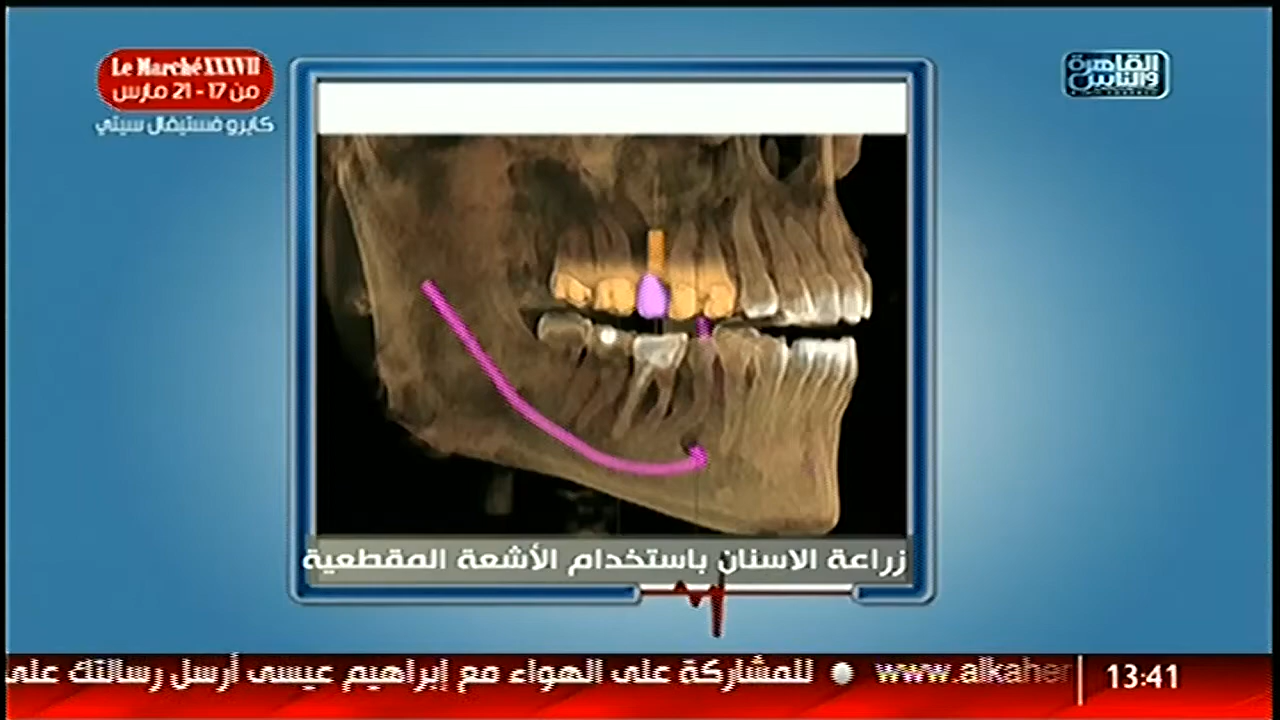 Le Marché XXXVII
من 17 - 21 مارس
كايرو فستيفال سيتي
القاهرة
والناس
زراعة الاسنان باستخدام الأشعة المقطعية
للمشاركة على الهواء مع إبراهيم عيسى أرسل رسالتك على
www.alkaher
13:41